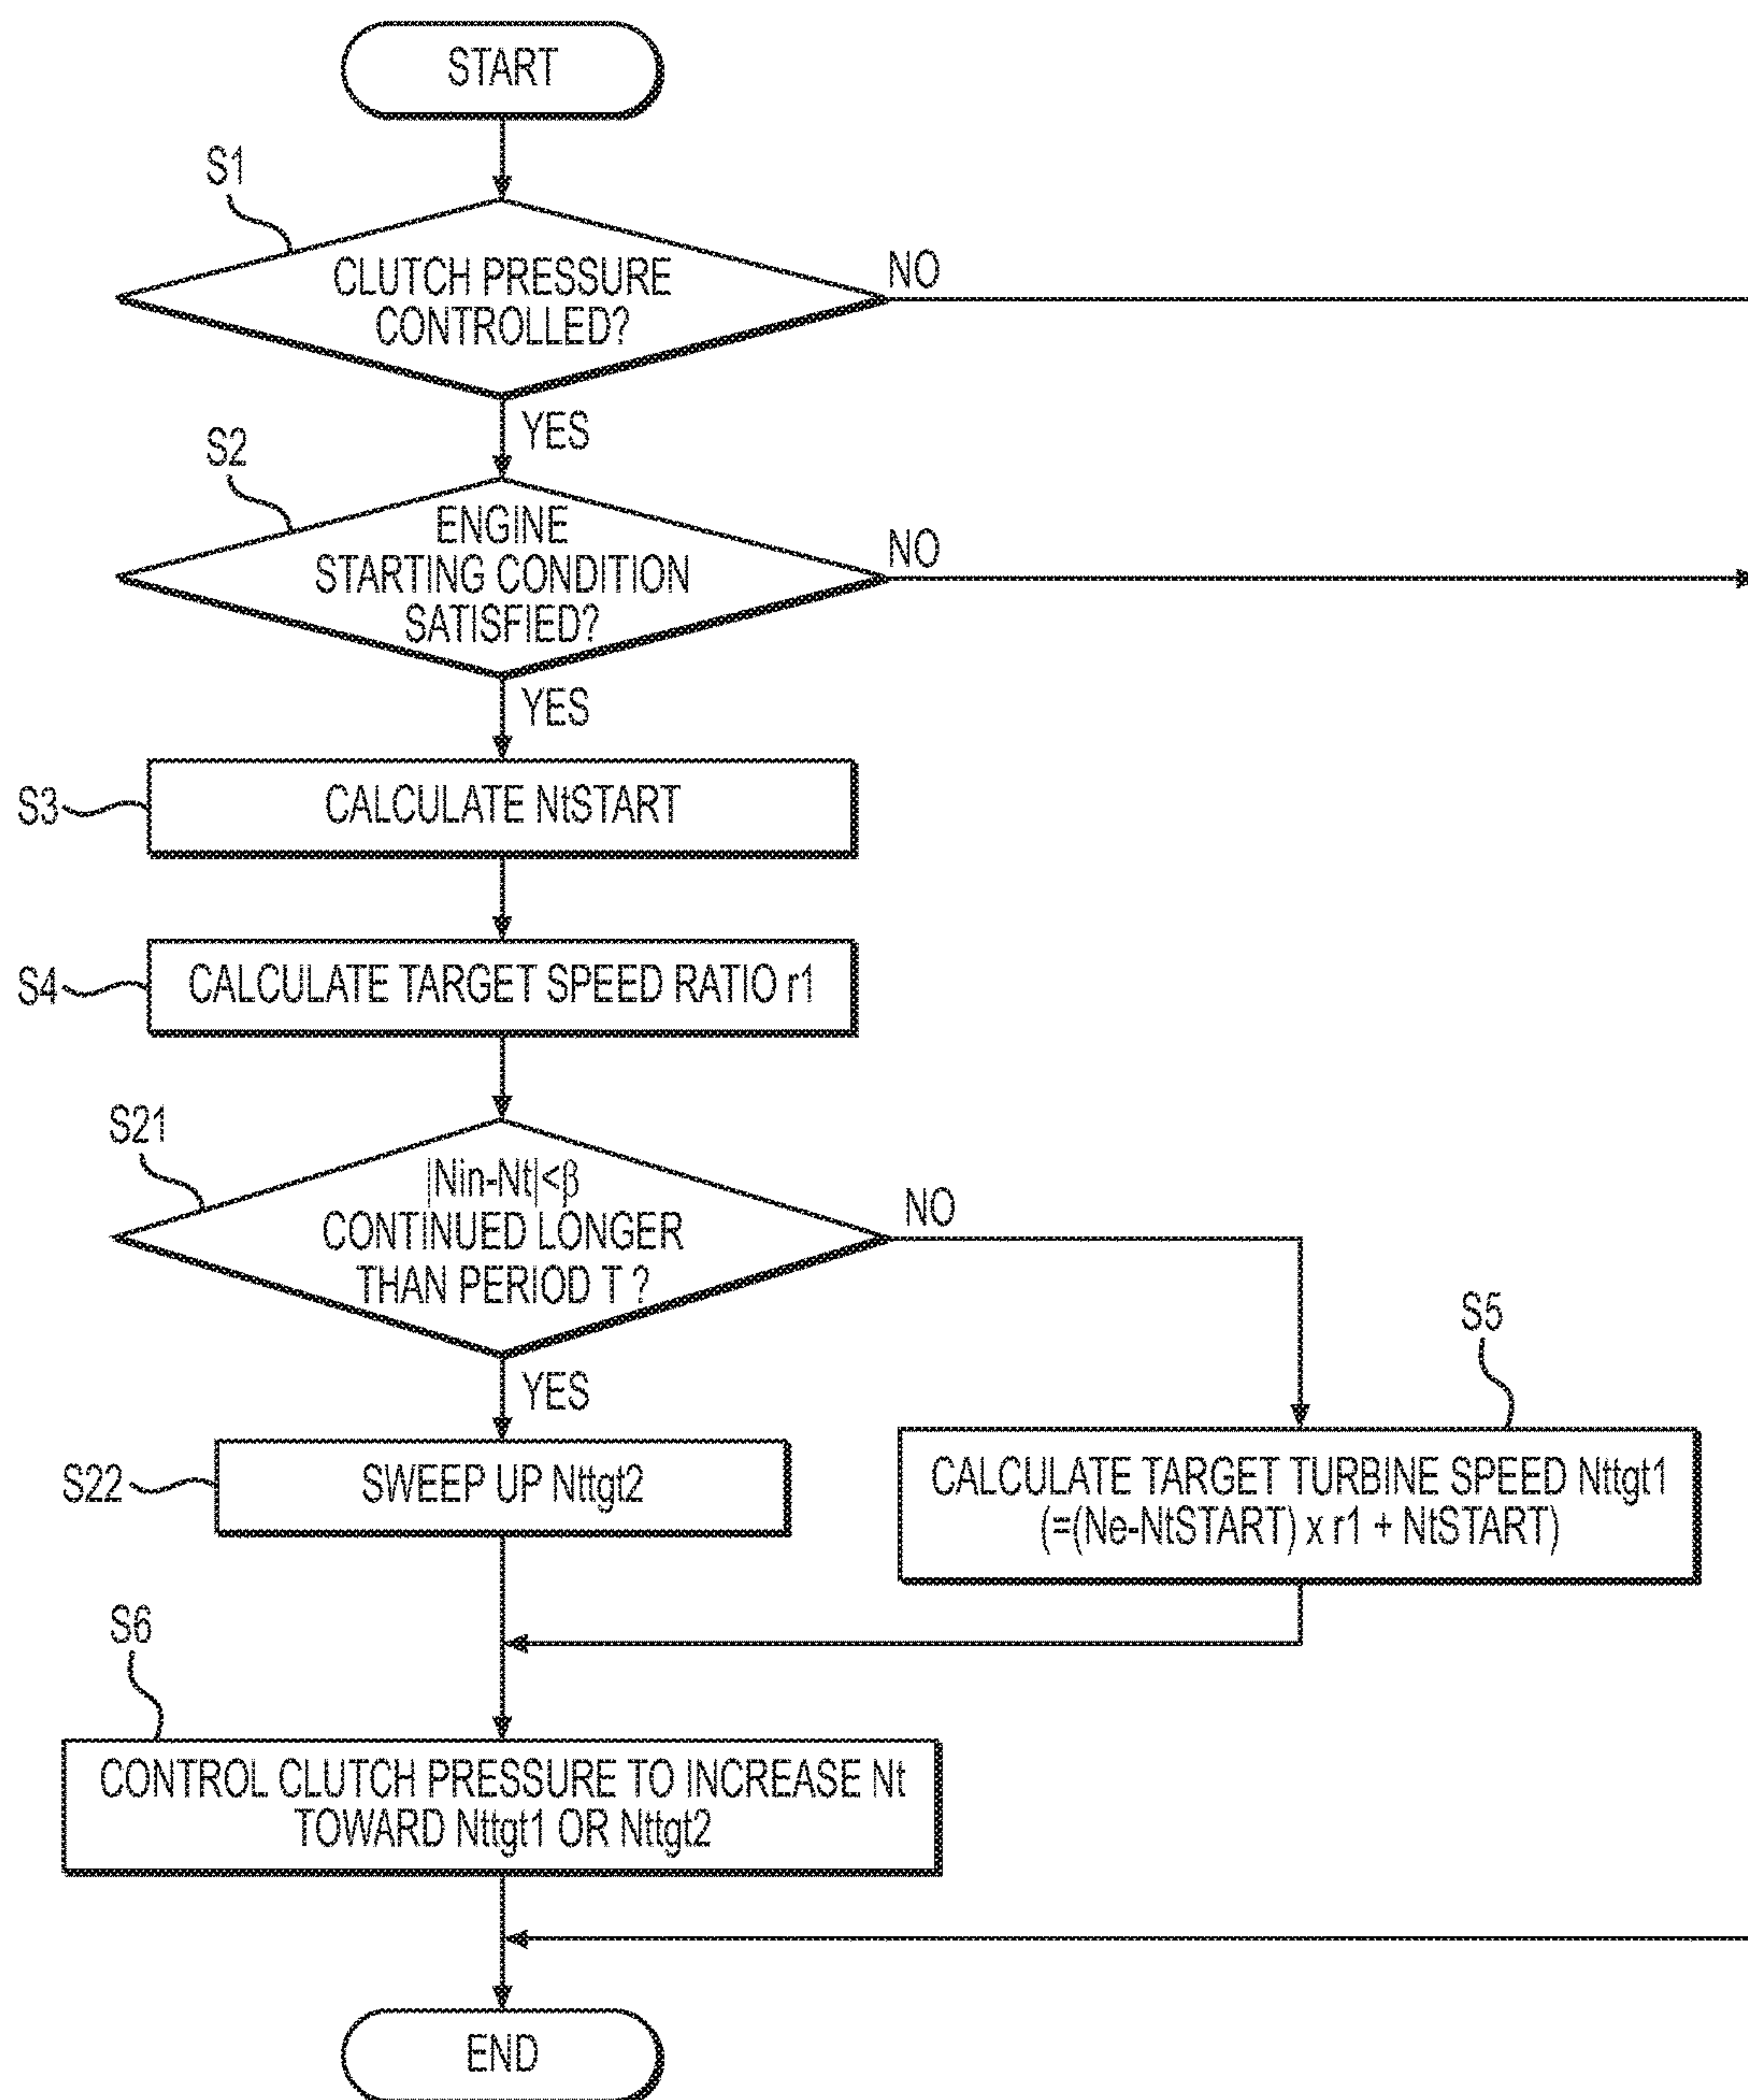 START
S1
CLUTCH PRESSURE
CONTROLLED?
NO
YES
S2
ENGINE
STARTING CONDITION
SATISFIED?
NO
YES
S3
CALCULATE NtSTART
S4
CALCULATE TARGET SPEED RATIO r1
S21
|Nin-Nt|<β
CONTINUED LONGER
THAN PERIOD T ?
NO
YES
S5
CALCULATE TARGET TURBINE SPEED Nttgt1
(=(Ne-NtSTART) x r1 + NtSTART)
S22
SWEEP UP Nttgt2
S6
CONTROL CLUTCH PRESSURE TO INCREASE Nt
TOWARD Nttgt1 OR Nttgt2
END